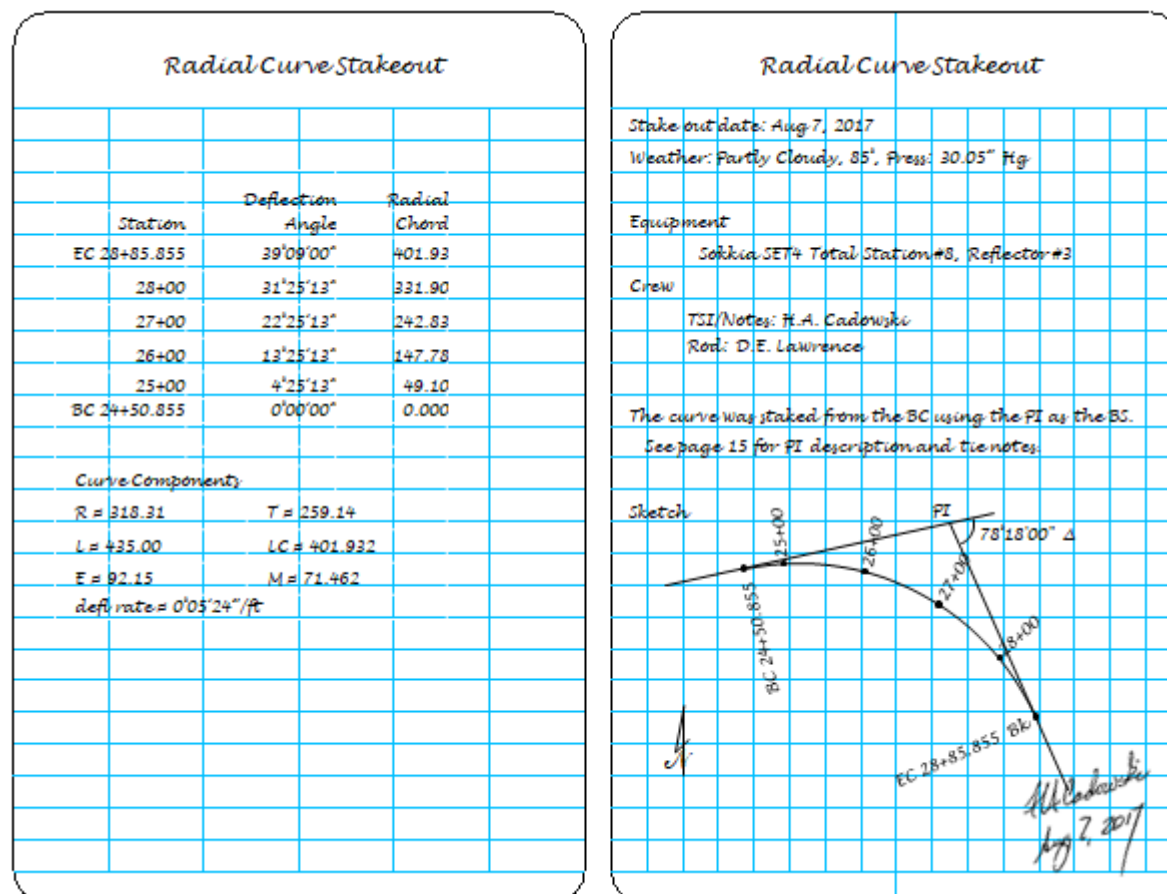 Radial Curve Stakeout
Deflection Radial
Station Angle Chord
EC 28+85.855 39°09'00" 401.93
28+00 31°25'13" 331.90
27+00 22°25'13" 242.83
26+00 13°25'13" 147.78
25+00 4°25'13" 49.10
BC 24+50.855 0°00'00" 0.000
Curve Components
R = 318.31 T = 259.14
L = 435.00 LC = 401.932
E = 92.15 M = 71.462
defl rate = 0°05'24"/ft
Radial Curve Stakeout
Stake out date: Aug 7, 2017
Weather: Partly Cloudy, 85°, Press: 30.05" Hg
Equipment
Sokkia SET4 Total Station #8, Reflector #3
Crew
TSI/Notes: H.A. Cadowski
Rod: D.E. Lawrence
The curve was staked from the BC using the PI as the BS.
See page 15 for PI description and tie notes.
Sketch
PI
78°18'00" Δ
25+00
26+00
27+00
28+00
BC 24+50.855
EC 28+85.855 Bk
N
HA Cadowski
Aug 7, 2017